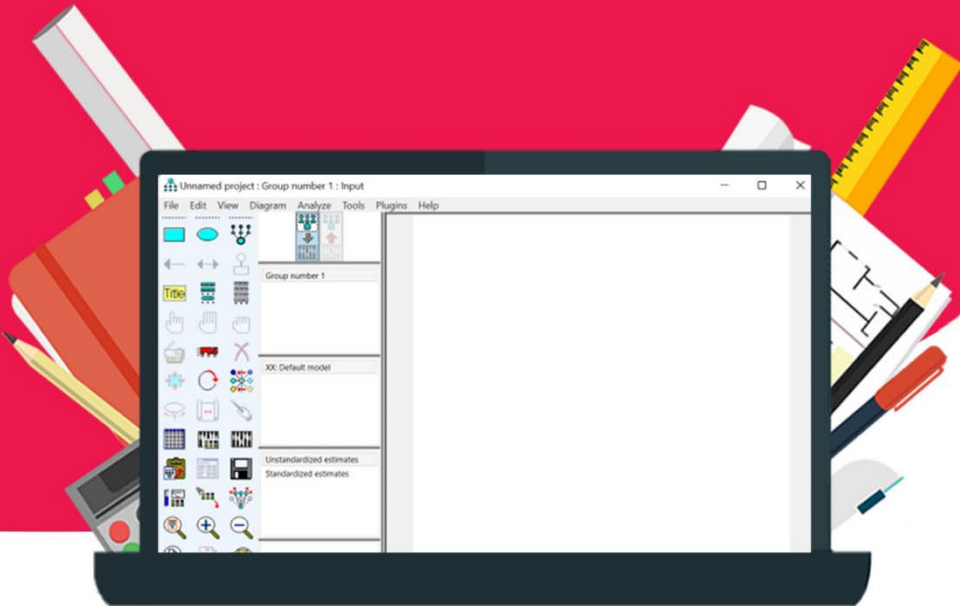 Unnamed project : Group number 1 : Input
File Edit View Diagram Analyze Tools Plugins Help
Title
Group number 1
XX: Default model
Unstandardized estimates
Standardized estimates